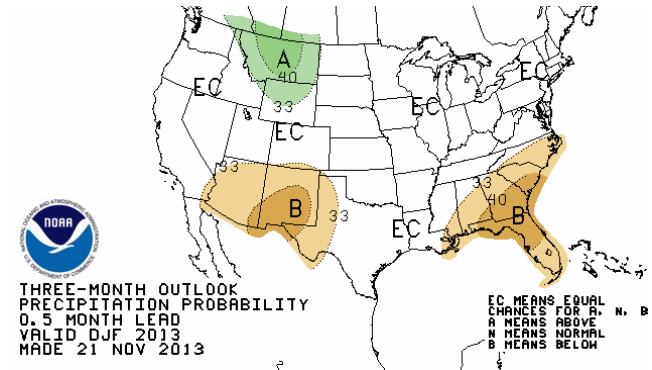 A
40
EC
EC
EC
33
EC
33
B
33
33
40
B
EC
NOAA
NATIONAL OCEANIC AND ATMOSPHERIC ADMINISTRATION
U.S. DEPARTMENT OF COMMERCE
THREE-MONTH OUTLOOK
PRECIPITATION PROBABILITY
0.5 MONTH LEAD
VALID DJF 2013
MADE 21 NOV 2013
EC MEANS EQUAL
CHANCES FOR A, N, B
A MEANS ABOVE
N MEANS NORMAL
B MEANS BELOW